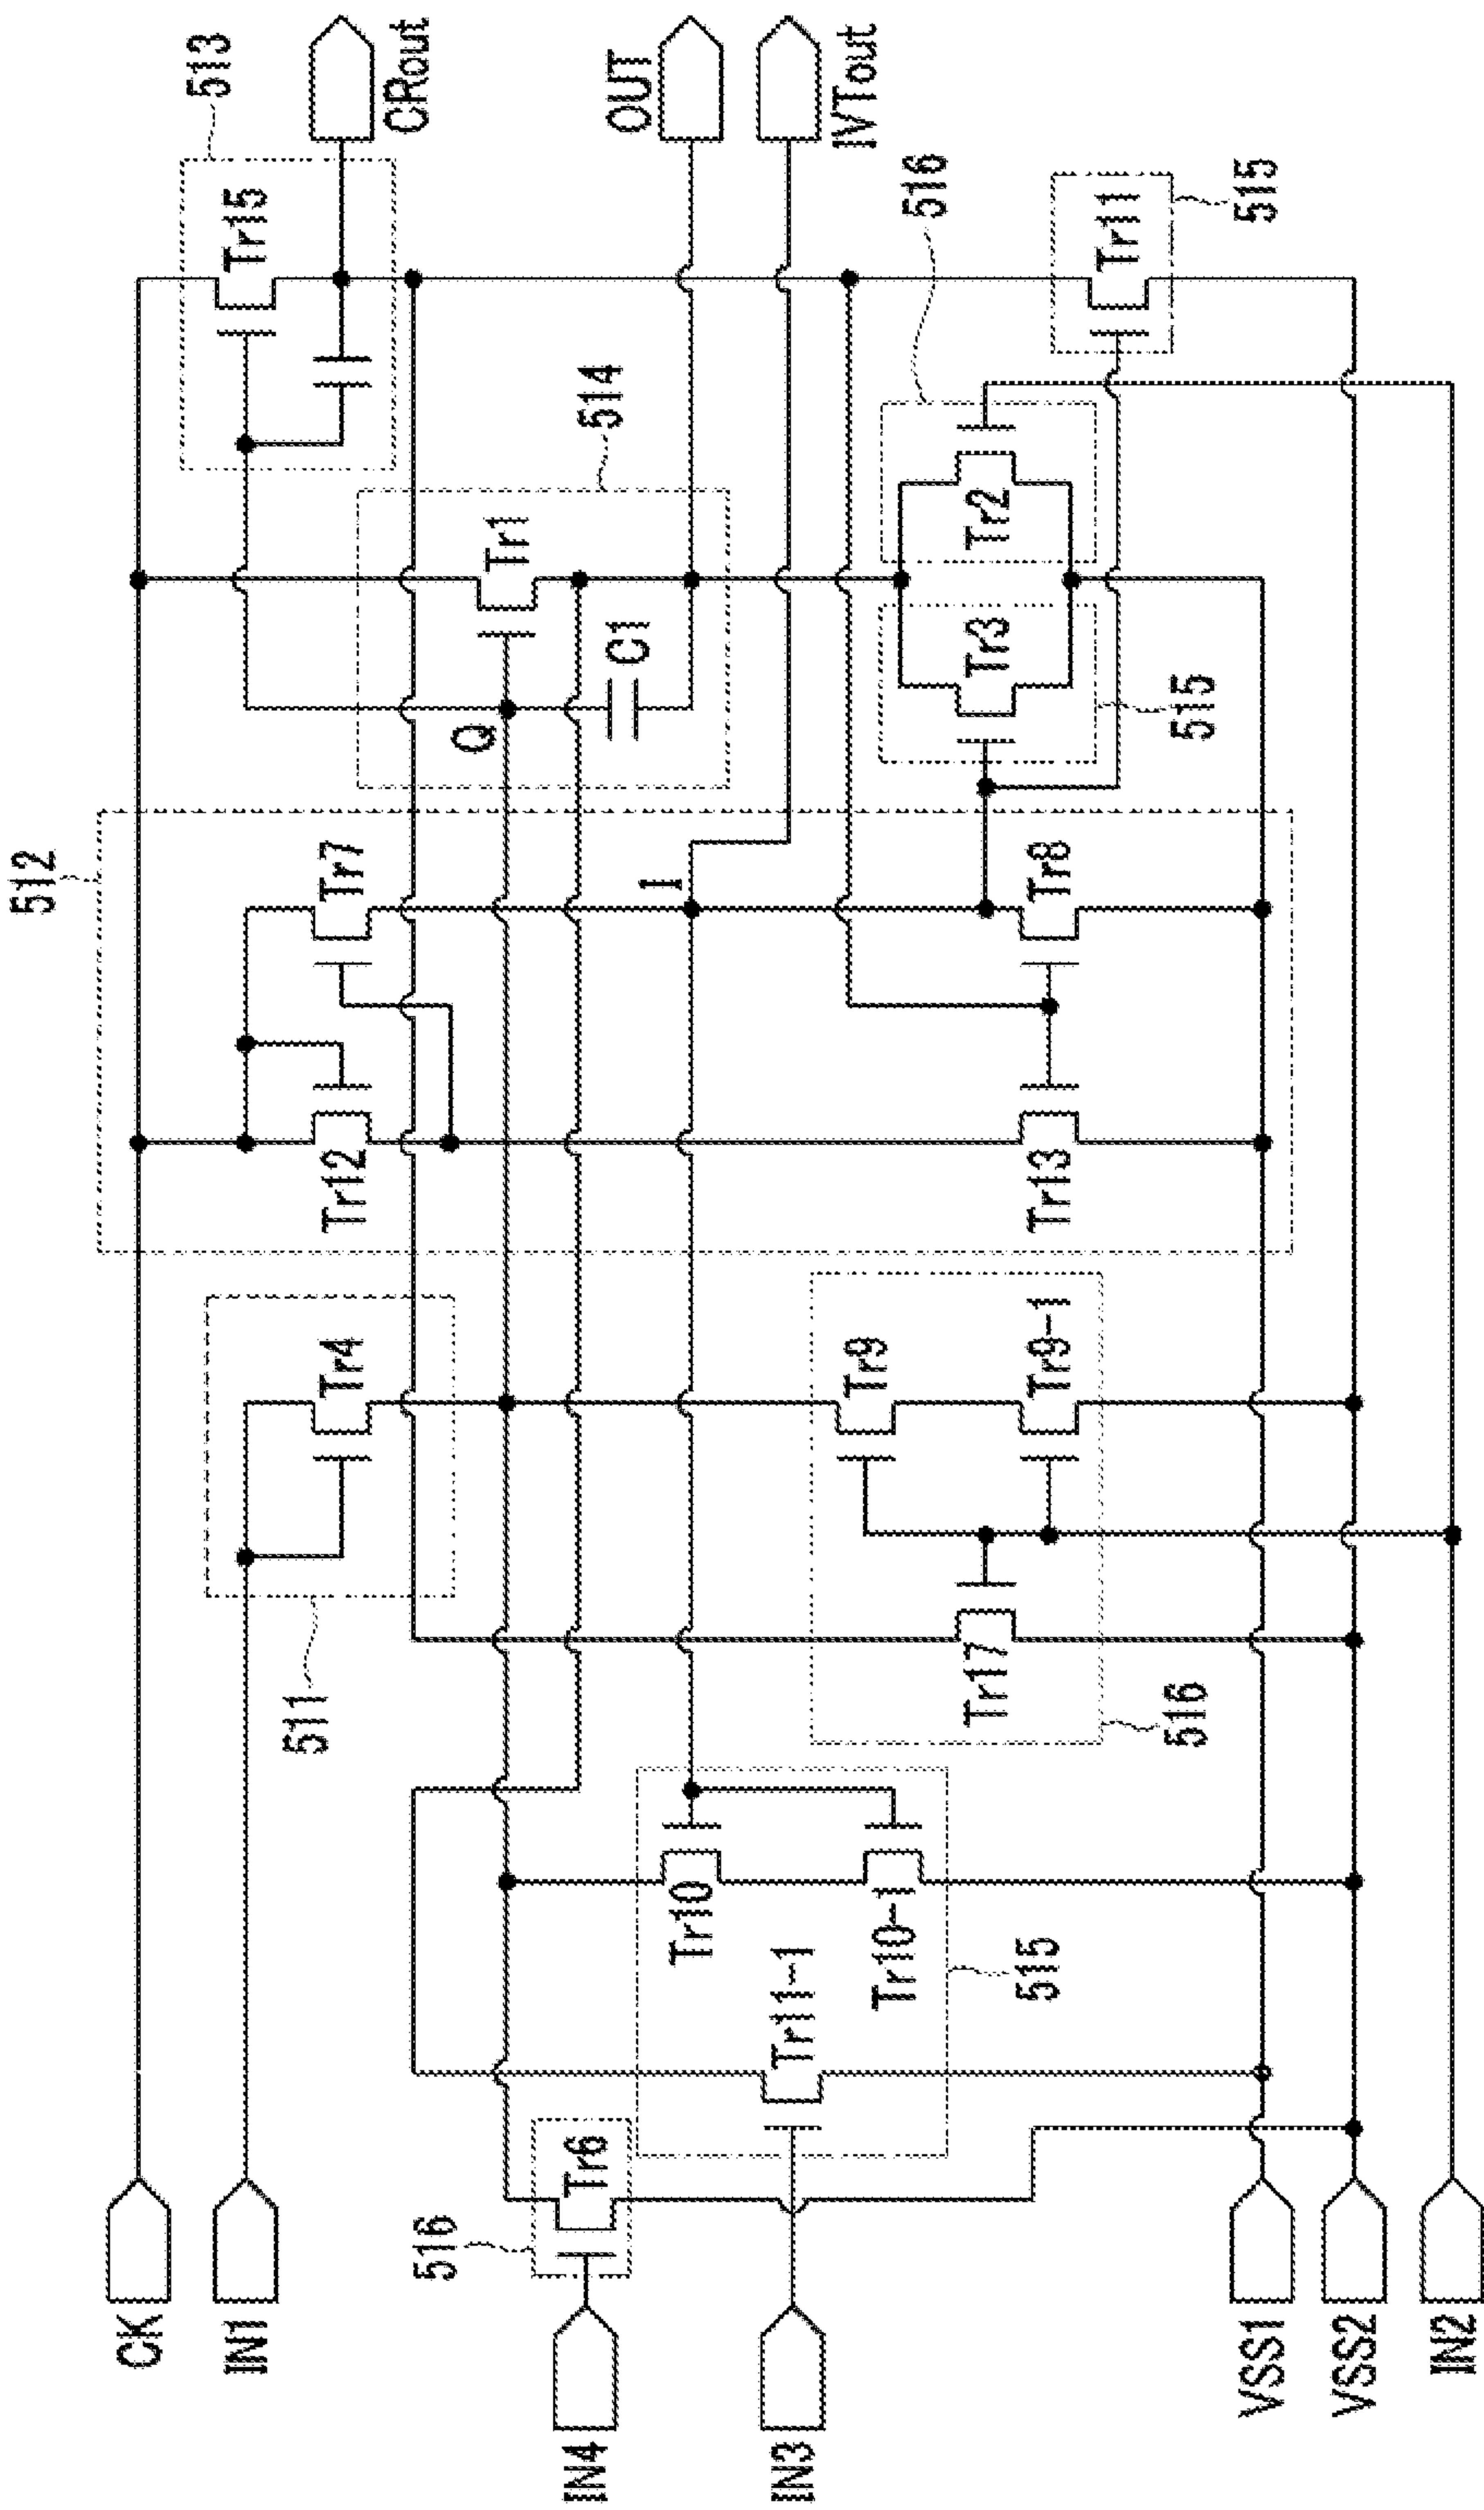 CK
IN1
IN4
IN3
VSS1
VSS2
IN2
516
Tr6
Tr11-1
Tr10
Tr10-1
515
511
Tr4
Tr17
Tr9
Tr9-1
516
512
Tr12
Tr7
I
Tr13
Tr8
Q
C1
Tr1
514
Tr3
515
Tr2
516
513
Tr15
Tr11
515
CRout
OUT
IVTout